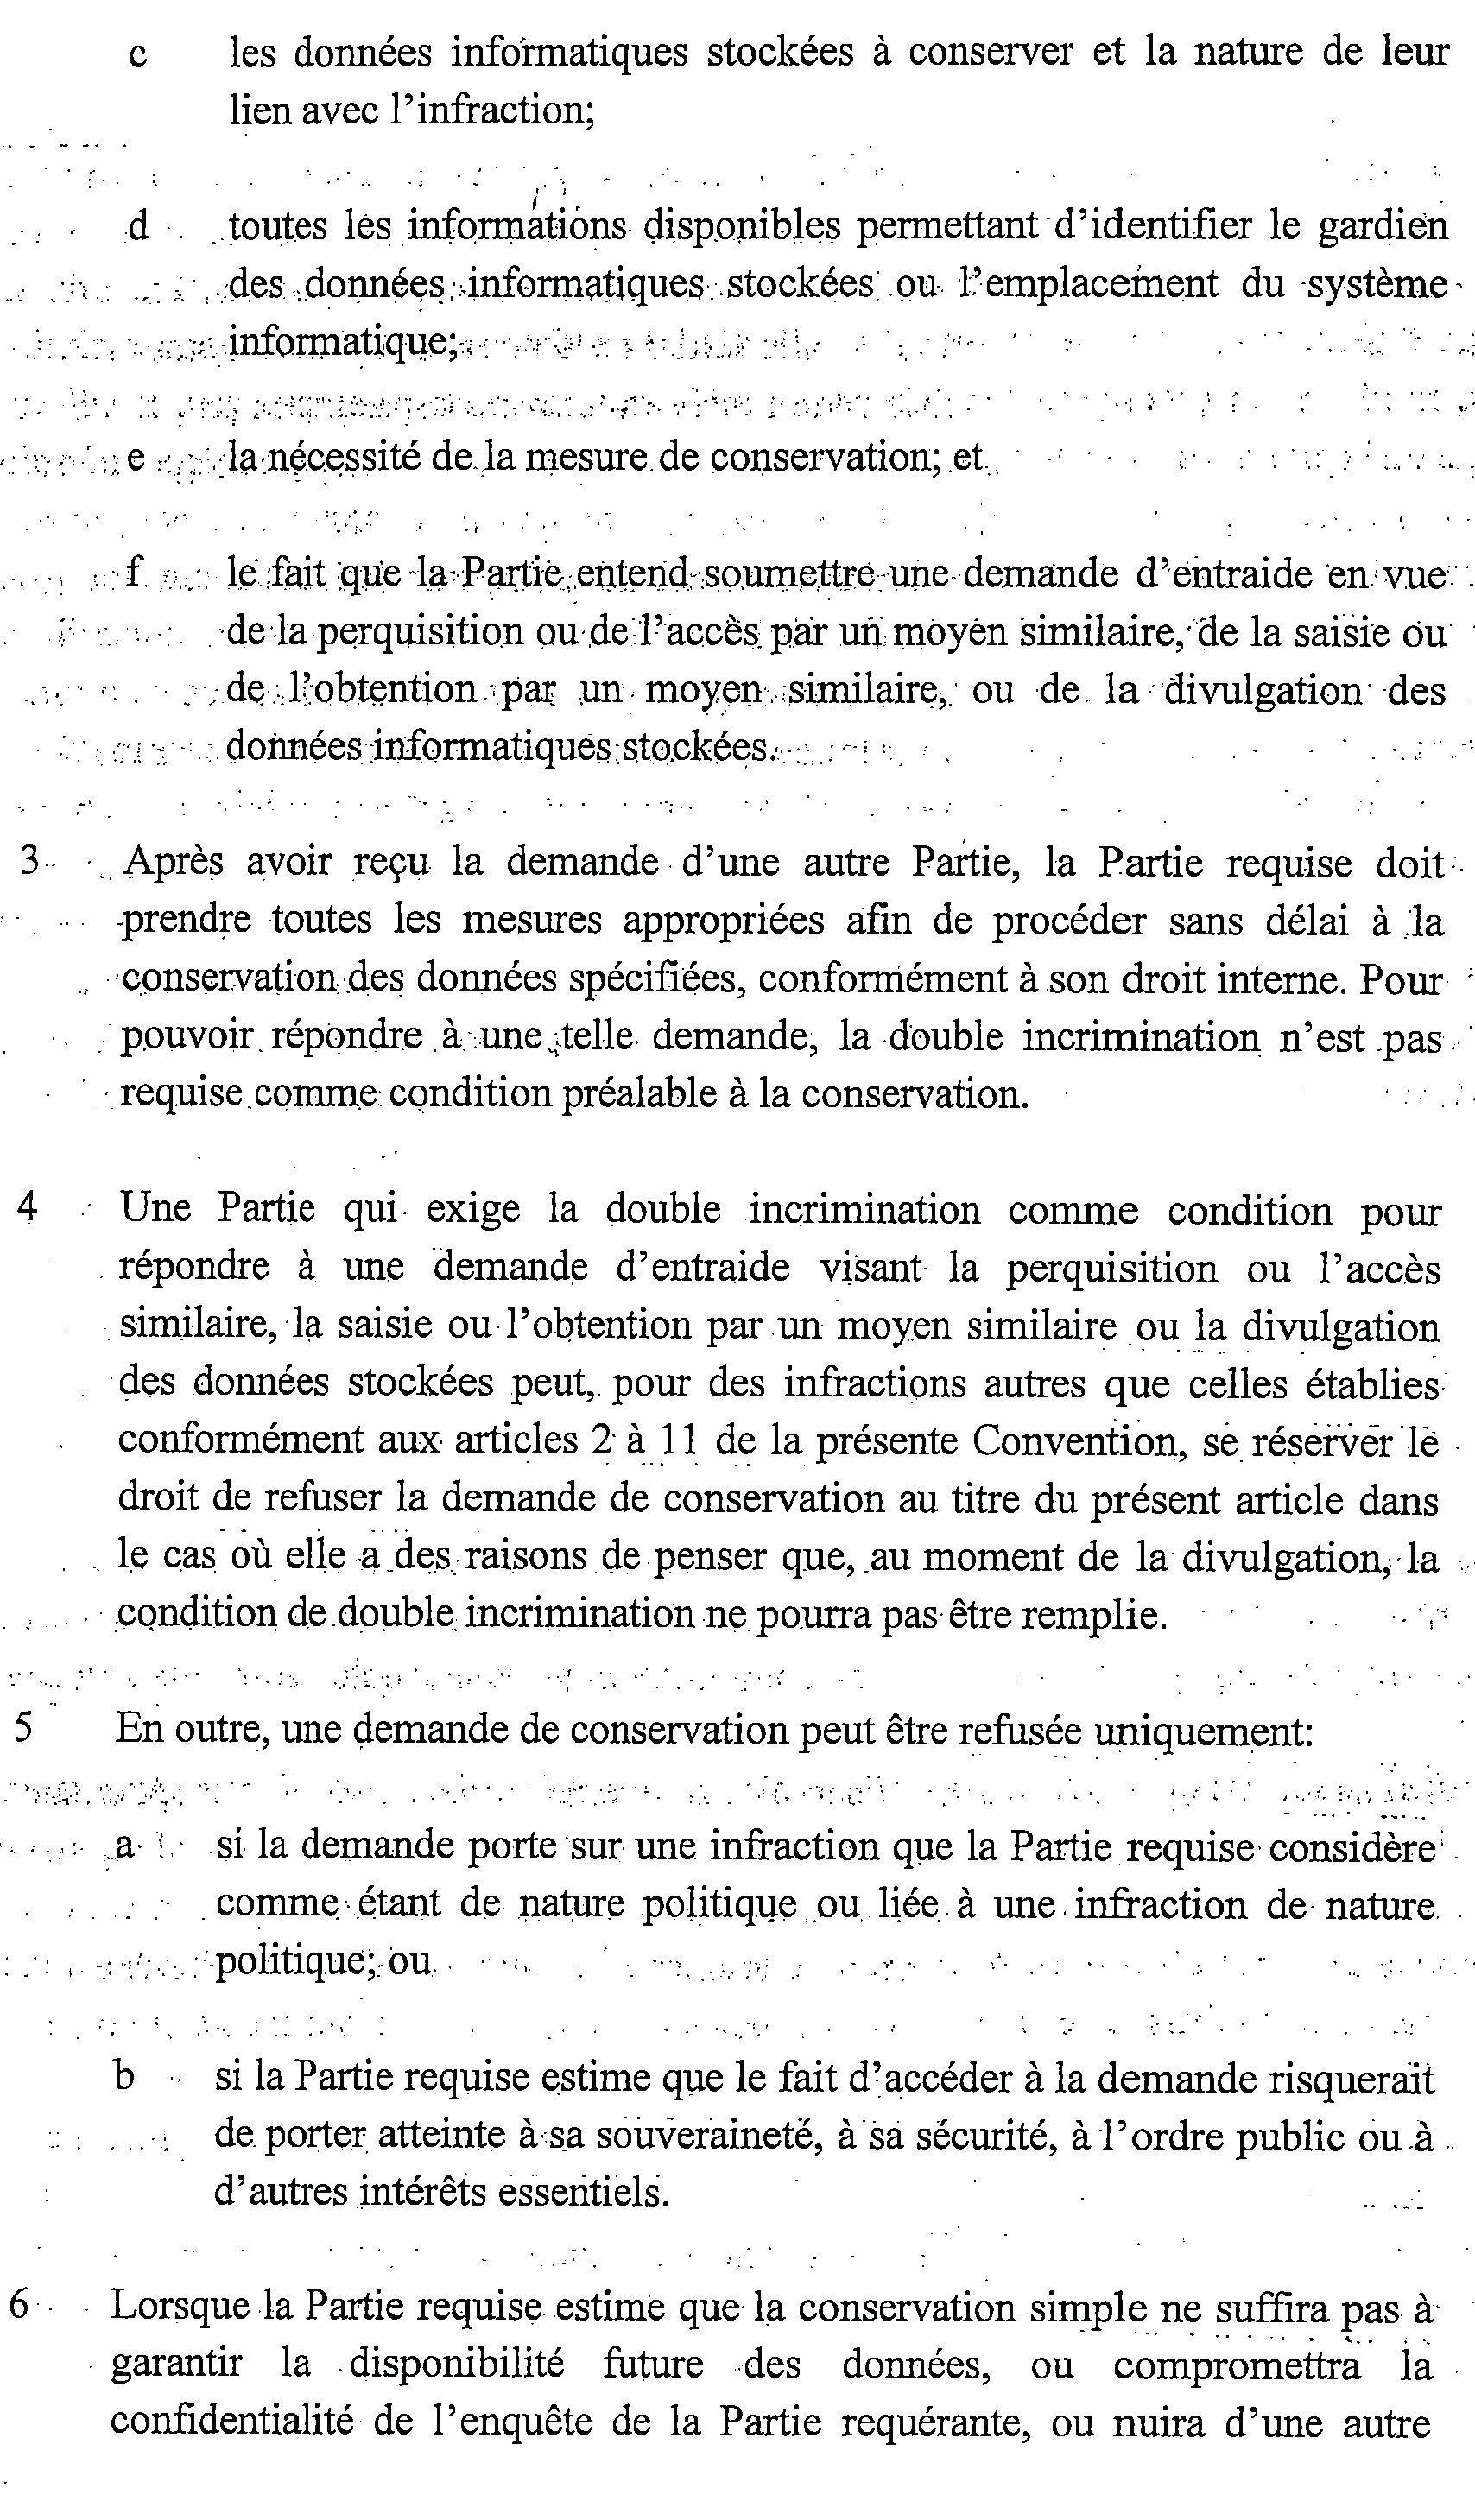 c les données informatiques stockées à conserver et la nature de leur
lien avec l'infraction;
d toutes les informations disponibles permettant d'identifier le gardien
des données informatiques stockées ou l'emplacement du système
informatique;
e la nécessité de la mesure de conservation; et
f le fait que la Partie entend soumettre une demande d'entraide en vue
de la perquisition ou de l'accès par un moyen similaire, de la saisie ou
de l'obtention par un moyen similaire, ou de la divulgation des
données informatiques stockées.
3 Après avoir reçu la demande d'une autre Partie, la Partie requise doit
prendre toutes les mesures appropriées afin de procéder sans délai à la
conservation des données spécifiées, conformément à son droit interne. Pour
pouvoir répondre à une telle demande, la double incrimination n'est pas
requise comme condition préalable à la conservation.
4 Une Partie qui exige la double incrimination comme condition pour
répondre à une demande d'entraide visant la perquisition ou l'accès
similaire, la saisie ou l'obtention par un moyen similaire ou la divulgation
des données stockées peut, pour des infractions autres que celles établies
conformément aux articles 2 à 11 de la présente Convention, se réserver le
droit de refuser la demande de conservation au titre du présent article dans
le cas où elle a des raisons de penser que, au moment de la divulgation, la
condition de double incrimination ne pourra pas être remplie.
5 En outre, une demande de conservation peut être refusée uniquement:
a si la demande porte sur une infraction que la Partie requise considère
comme étant de nature politique ou liée à une infraction de nature
politique; ou
b si la Partie requise estime que le fait d'accéder à la demande risquerait
de porter atteinte à sa souveraineté, à sa sécurité, à l'ordre public ou à
d'autres intérêts essentiels.
6 Lorsque la Partie requise estime que la conservation simple ne suffira pas à
garantir la disponibilité future des données, ou compromettra la
confidentialité de l'enquête de la Partie requérante, ou nuira d'une autre